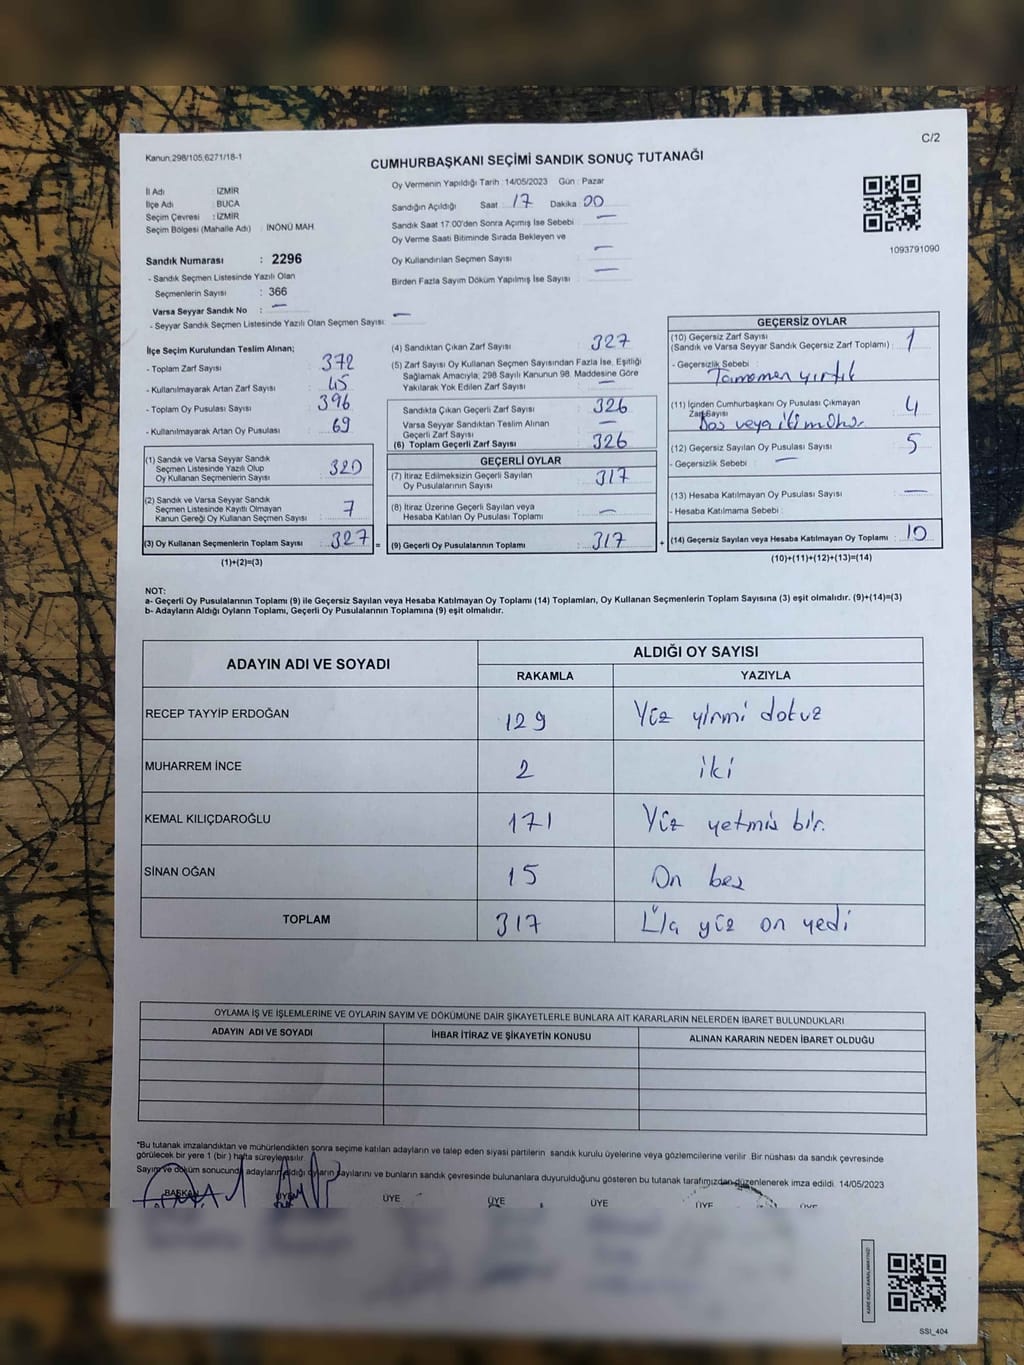 C/2
Kanun:298/105,6271/18-1
CUMHURBAŞKANI SEÇİMİ SANDIK SONUÇ TUTANAĞI
İl Adı : İZMİR
İlçe Adı : BUCA
Seçim Çevresi : İZMİR
Seçim Bölgesi (Mahalle Adı) : İNÖNÜ MAH
Sandık Numarası : 2296
- Sandık Seçmen Listesinde Yazılı Olan
Seçmenlerin Sayısı : 366
Varsa Seyyar Sandık No : —
- Seyyar Sandık Seçmen Listesinde Yazılı Olan Seçmen Sayısı: —
Oy Vermenin Yapıldığı Tarih : 14/05/2023 Gün : Pazar
Sandığın Açıldığı Saat 17 Dakika 00
Sandık Saat 17:00'den Sonra Açımış İse Sebebi : —
Oy Verme Saati Bitiminde Sırada Bekleyen ve
Oy Kullandırılan Seçmen Sayısı : —
Birden Fazla Sayım Döküm Yapılmış İse Sayısı : —
1093791090
İlçe Seçim Kurulundan Teslim Alınan;
- Toplam Zarf Sayısı : 372
- Kullanılmayarak Artan Zarf Sayısı : 45
- Toplam Oy Pusulası Sayısı : 396
- Kullanılmayarak Artan Oy Pusulası : 69
(1) Sandık ve Varsa Seyyar Sandık
Seçmen Listesinde Yazılı Olup
Oy Kullanan Seçmenlerin Sayısı : 320
(2) Sandık ve Varsa Seyyar Sandık
Seçmen Listesinde Kayıtlı Olmayan
Kanun Gereği Oy Kullanan Seçmen Sayısı : 7
(3) Oy Kullanan Seçmenlerin Toplam Sayısı : 327 =
(1)+(2)=(3)
(4) Sandıktan Çıkan Zarf Sayısı : 327
(5) Zarf Sayısı Oy Kullanan Seçmen Sayısından Fazla İse, Eşitliği
Sağlamak Amacıyla, 298 Sayılı Kanunun 98. Maddesine Göre
Yakılarak Yok Edilen Zarf Sayısı : —
Sandıkta Çıkan Geçerli Zarf Sayısı : 326
Varsa Seyyar Sandıktan Teslim Alınan
Geçerli Zarf Sayısı : —
(6) Toplam Geçerli Zarf Sayısı : 326
GEÇERLİ OYLAR
(7) İtiraz Edilmeksizin Geçerli Sayılan
Oy Pusulalarının Sayısı : 317
(8) İtiraz Üzerine Geçerli Sayılan veya
Hesaba Katılan Oy Pusulası Toplamı : —
(9) Geçerli Oy Pusulalarının Toplamı : 317 +
GEÇERSİZ OYLAR
(10) Geçersiz Zarf Sayısı
(Sandık ve Varsa Seyyar Sandık Geçersiz Zarf Toplamı) : 1
- Geçersizlik Sebebi
Tamamen yırtık
(11) İçinden Cumhurbaşkanı Oy Pusulası Çıkmayan
Zarf Sayısı : 4
Boş veya iki mühür
(12) Geçersiz Sayılan Oy Pusulası Sayısı : 5
- Geçersizlik Sebebi : —
(13) Hesaba Katılmayan Oy Pusulası Sayısı : —
- Hesaba Katılmama Sebebi :
(14) Geçersiz Sayılan veya Hesaba Katılmayan Oy Toplamı : 10
(10)+(11)+(12)+(13)=(14)
NOT:
a- Geçerli Oy Pusulalarının Toplamı (9) ile Geçersiz Sayılan veya Hesaba Katılmayan Oy Toplamı (14) Toplamları, Oy Kullanan Seçmenlerin Toplam Sayısına (3) eşit olmalıdır. (9)+(14)=(3)
b- Adayların Aldığı Oyların Toplamı, Geçerli Oy Pusulalarının Toplamına (9) eşit olmalıdır.
ADAYIN ADI VE SOYADI ALDIĞI OY SAYISI
RAKAMLA YAZIYLA
RECEP TAYYİP ERDOĞAN 129 Yüz yirmi dokuz
MUHARREM İNCE 2 iki
KEMAL KILIÇDAROĞLU 171 Yüz yetmiş bir.
SİNAN OĞAN 15 On beş
TOPLAM 317 Üç yüz on yedi
OYLAMA İŞ VE İŞLEMLERİNE VE OYLARIN SAYIM VE DÖKÜMÜNE DAİR ŞİKAYETLERLE BUNLARA AİT KARARLARIN NELERDEN İBARET BULUNDUKLARI
ADAYIN ADI VE SOYADI İHBAR İTİRAZ VE ŞİKAYETİN KONUSU ALINAN KARARIN NEDEN İBARET OLDUĞU
*Bu tutanak imzalandıktan ve mühürlendikten sonra seçime katılan adayların ve talep eden siyasi partilerin sandık kurulu üyelerine veya gözlemcilerine verilir. Bir nüshası da sandık çevresinde
görülecek bir yere 1 (bir ) hafta süreyle asılır.
Sayım ve döküm sonucunda adayların aldığı oyların sayılarını ve bunların sandık çevresinde bulunanlara duyurulduğunu gösteren bu tutanak tarafımızdan düzenlenerek imza edildi. 14/05/2023
BAŞKAN ÜYE ÜYE ÜYE ÜYE ÜYE ÜYE
SSI_404